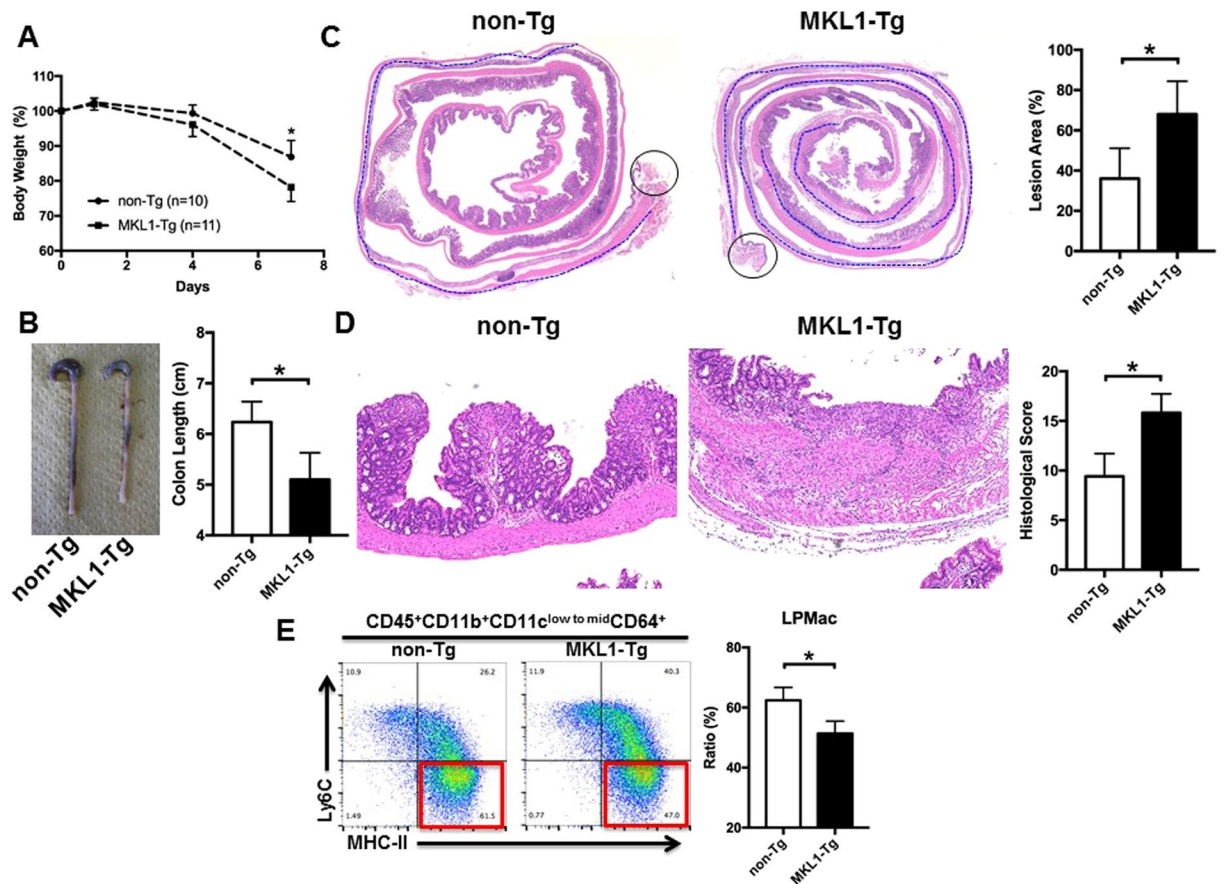 A
Body Weight (%)
110
100
90
80
70
60
*
non-Tg (n=10)
MKL1-Tg (n=11)
0
2
4
6
8
Days
B
non-Tg
MKL1-Tg
Colon Length (cm)
8
7
6
5
4
*
non-Tg
MKL1-Tg
C
non-Tg
MKL1-Tg
Lesion Area (%)
100
80
60
40
20
0
*
non-Tg
MKL1-Tg
D
non-Tg
MKL1-Tg
Histological Score
20
15
10
5
0
*
non-Tg
MKL1-Tg
E
CD45⁺CD11b⁺CD11c^low to mid CD64⁺
non-Tg
MKL1-Tg
10.9
26.2
1.49
61.5
11.9
40.3
0.77
47.0
Ly6C
MHC-II
LPMac
Ratio (%)
80
60
40
20
*
non-Tg
MKL1-Tg